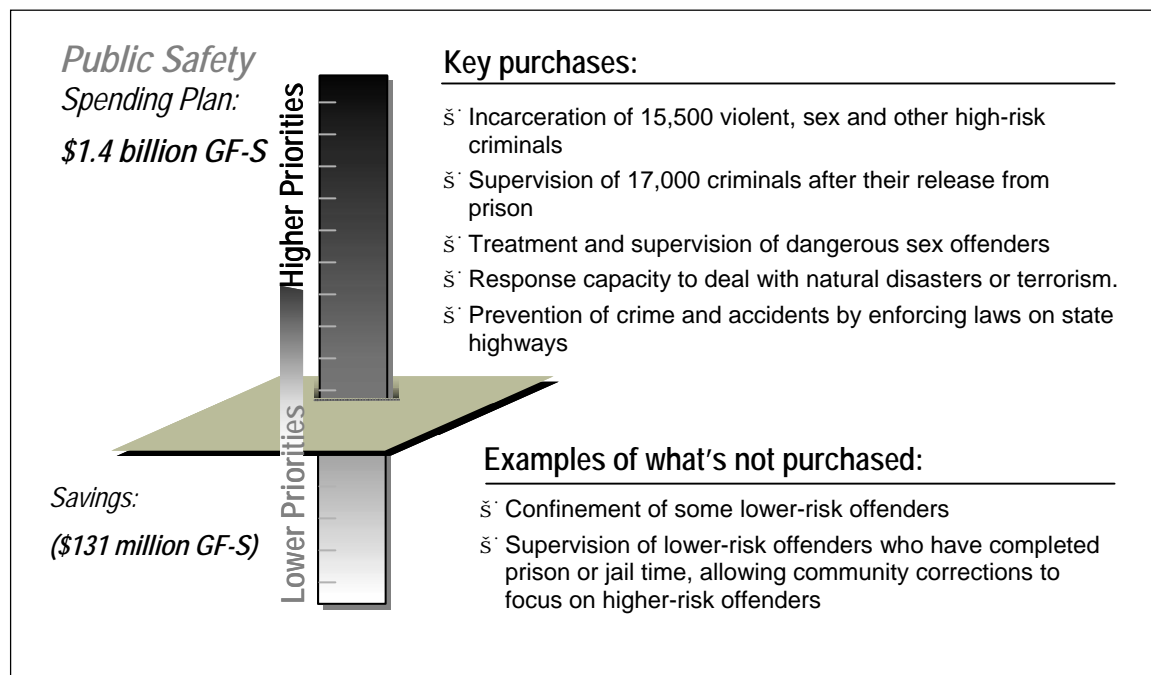 Public Safety
Spending Plan:
$1.4 billion GF-S
Higher Priorities
Key purchases:
š˙ Incarceration of 15,500 violent, sex and other high-risk
criminals
š˙ Supervision of 17,000 criminals after their release from
prison
š˙ Treatment and supervision of dangerous sex offenders
š˙ Response capacity to deal with natural disasters or terrorism.
š˙ Prevention of crime and accidents by enforcing laws on state
highways
Lower Priorities
Savings:
($131 million GF-S)
Examples of what's not purchased:
š˙ Confinement of some lower-risk offenders
š˙ Supervision of lower-risk offenders who have completed
prison or jail time, allowing community corrections to
focus on higher-risk offenders